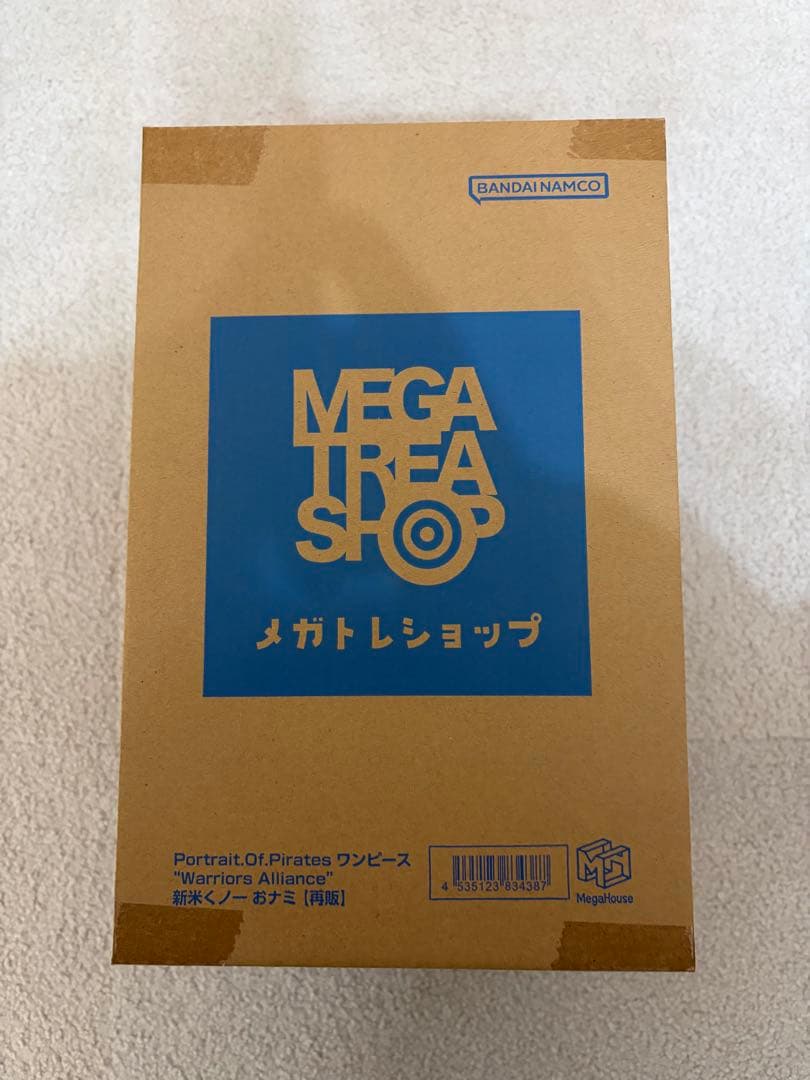 BANDAI NAMCO
MEGA
TREA
SHOP
メガトレショップ
Portrait.Of.Pirates ワンピース
"Warriors Alliance"
新米くノ一 おナミ【再販】
4 535123 834387
MegaHouse